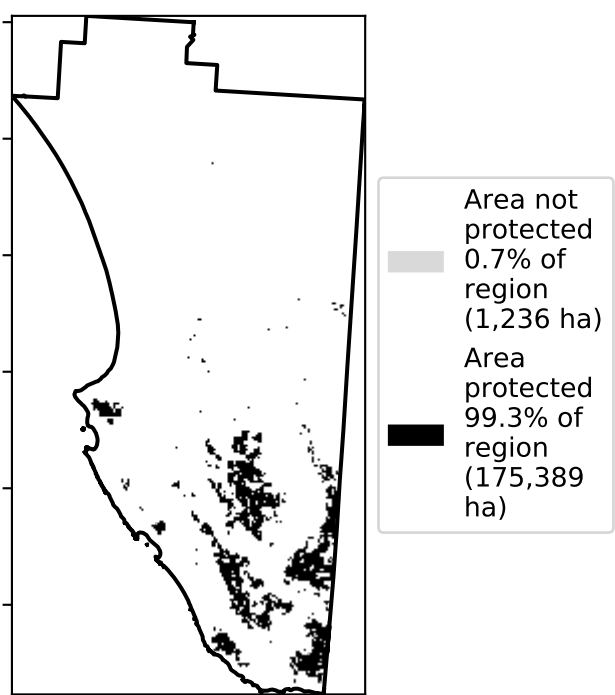 Area not
protected
0.7% of
region
(1,236 ha)
Area
protected
99.3% of
region
(175,389
ha)